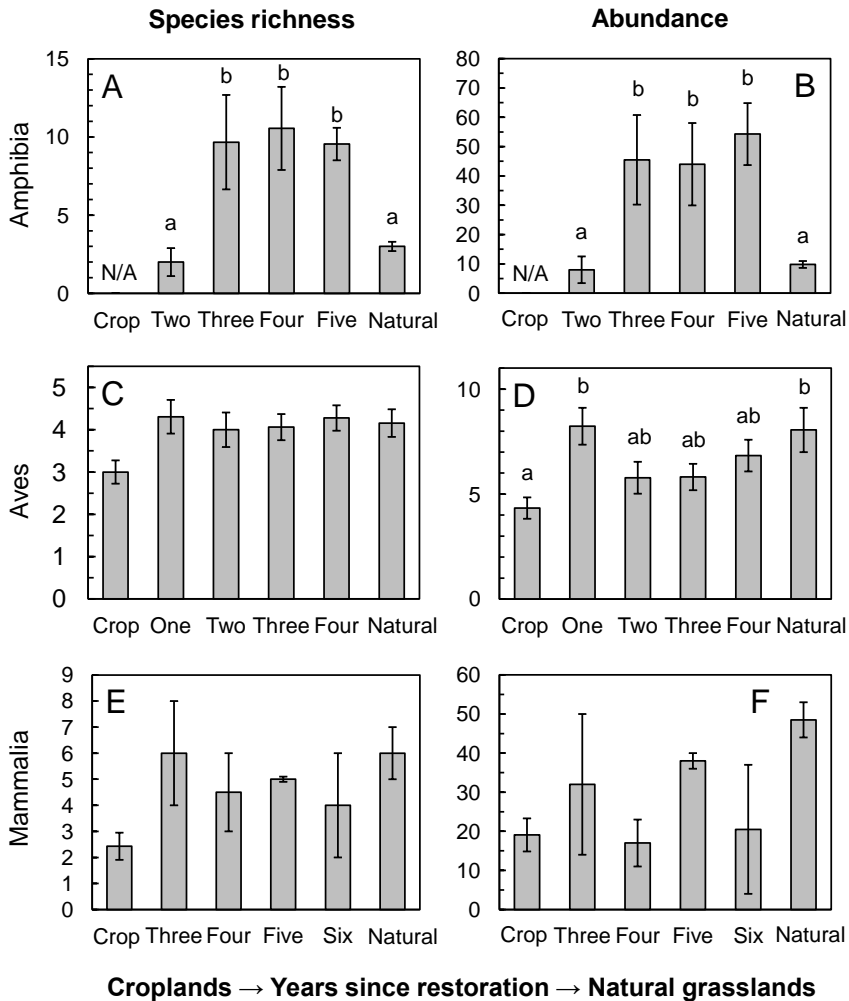 Species richness
Abundance
Amphibia
15
10
5
0
A
b
b
b
a
a
N/A
Crop Two Three Four Five Natural
80
70
60
50
40
30
20
10
0
B
b
b
b
a
a
N/A
Crop Two Three Four Five Natural
Aves
5
4
3
2
1
0
C
Crop One Two Three Four Natural
10
5
0
D
a
b
ab
ab
ab
b
Crop One Two Three Four Natural
Mammalia
9
8
7
6
5
4
3
2
1
0
E
Crop Three Four Five Six Natural
60
50
40
30
20
10
0
F
Crop Three Four Five Six Natural
Croplands → Years since restoration → Natural grasslands